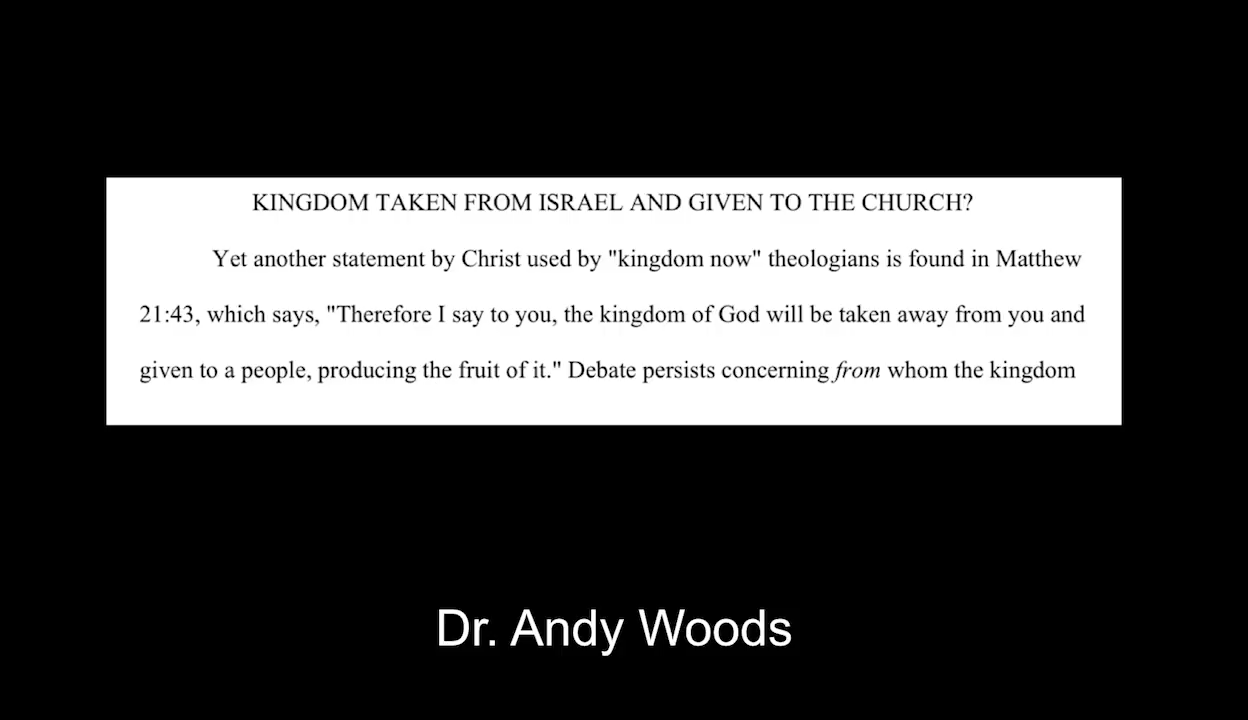 KINGDOM TAKEN FROM ISRAEL AND GIVEN TO THE CHURCH?
Yet another statement by Christ used by "kingdom now" theologians is found in Matthew
21:43, which says, "Therefore I say to you, the kingdom of God will be taken away from you and
given to a people, producing the fruit of it." Debate persists concerning from whom the kingdom
Dr. Andy Woods